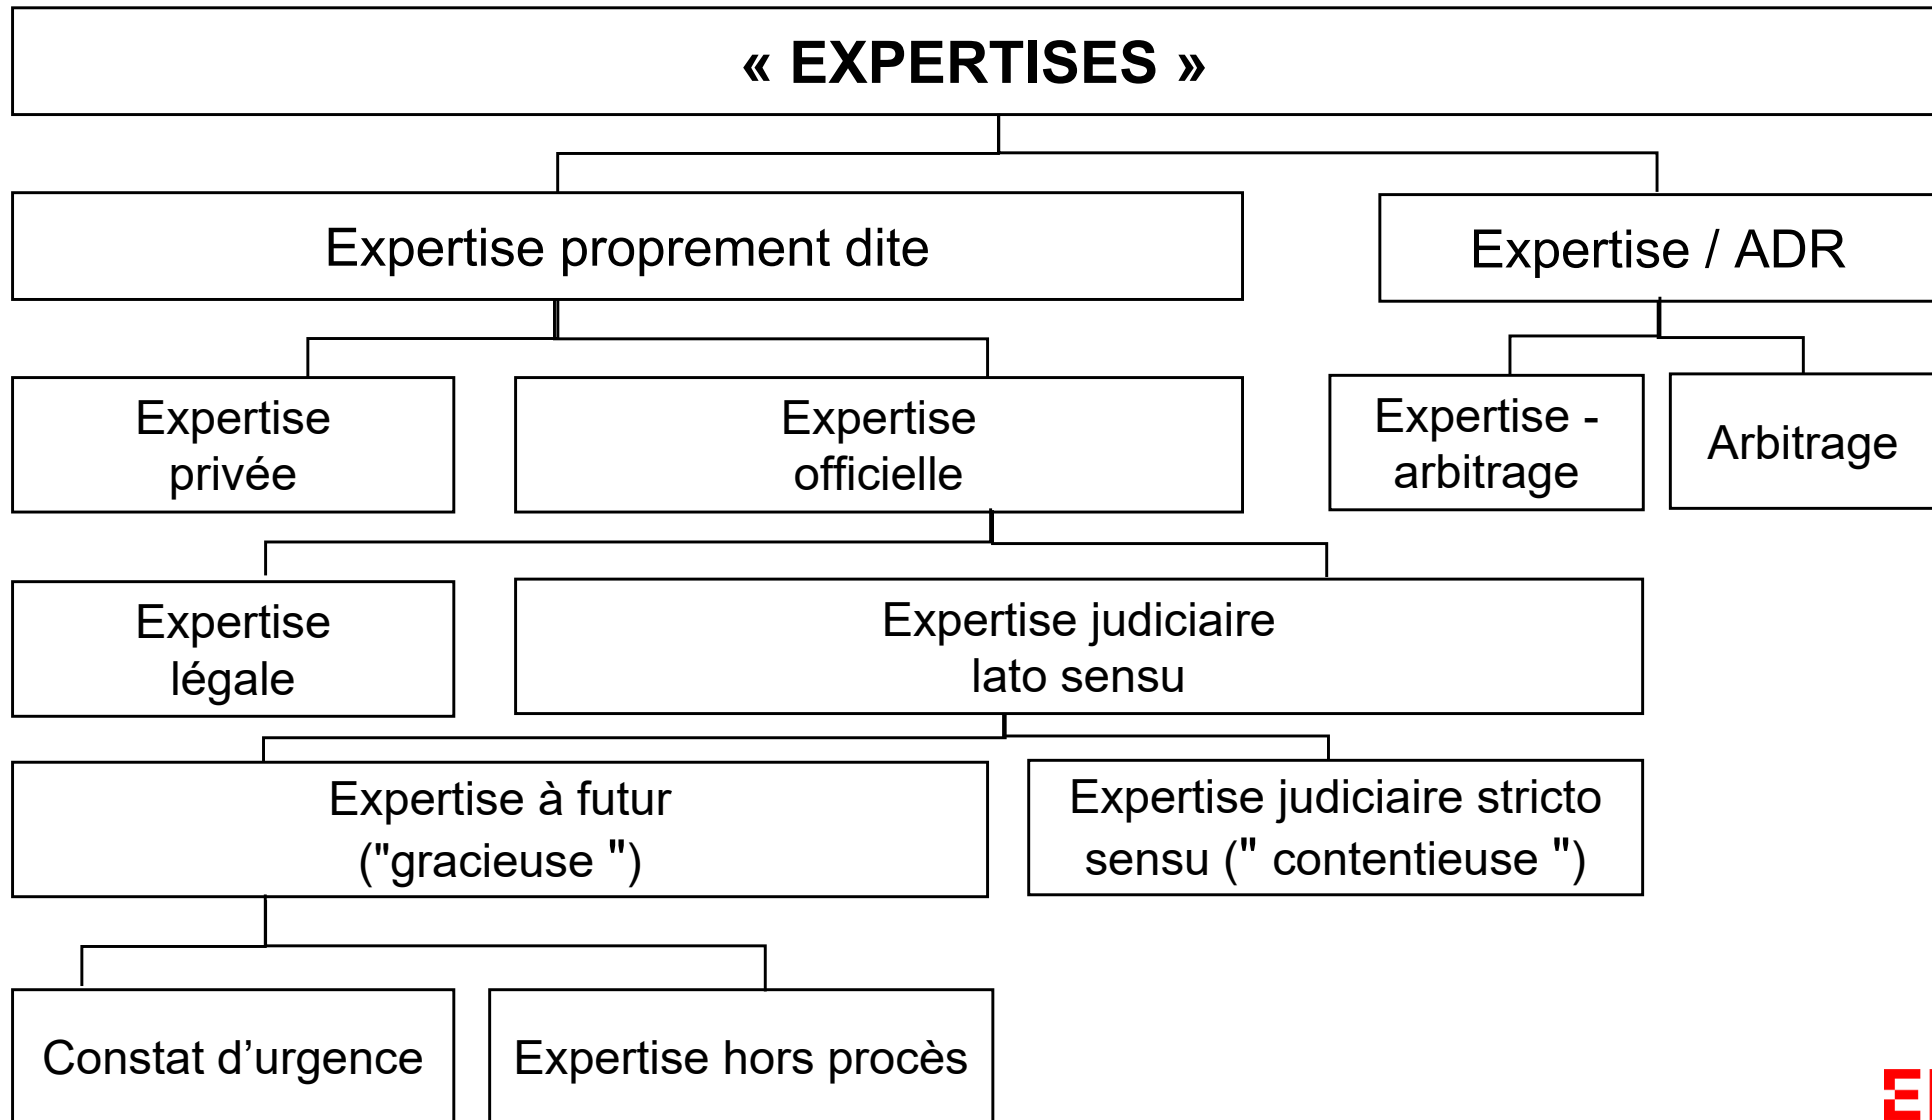 « EXPERTISES »
Expertise proprement dite
Expertise / ADR
Expertise
privée
Expertise
officielle
Expertise -
arbitrage
Arbitrage
Expertise
légale
Expertise judiciaire
lato sensu
Expertise à futur
("gracieuse ")
Expertise judiciaire stricto
sensu (" contentieuse ")
Constat d’urgence
Expertise hors procès